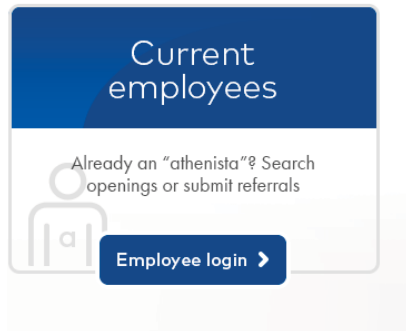 Current
employees
Already an “athenista”? Search
openings or submit referrals
a
Employee login